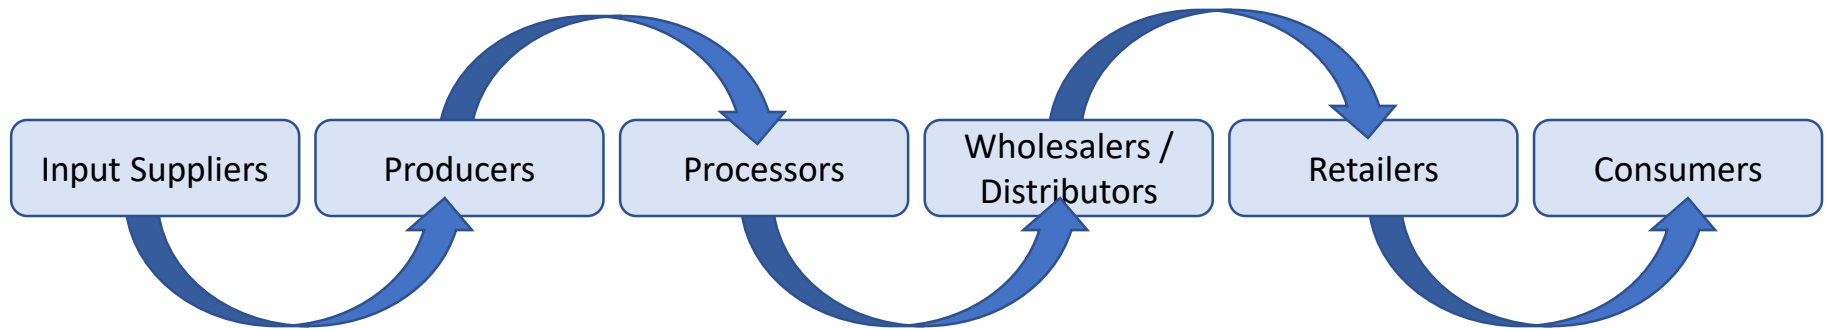 Input Suppliers
Producers
Processors
Wholesalers /
Distributors
Retailers
Consumers